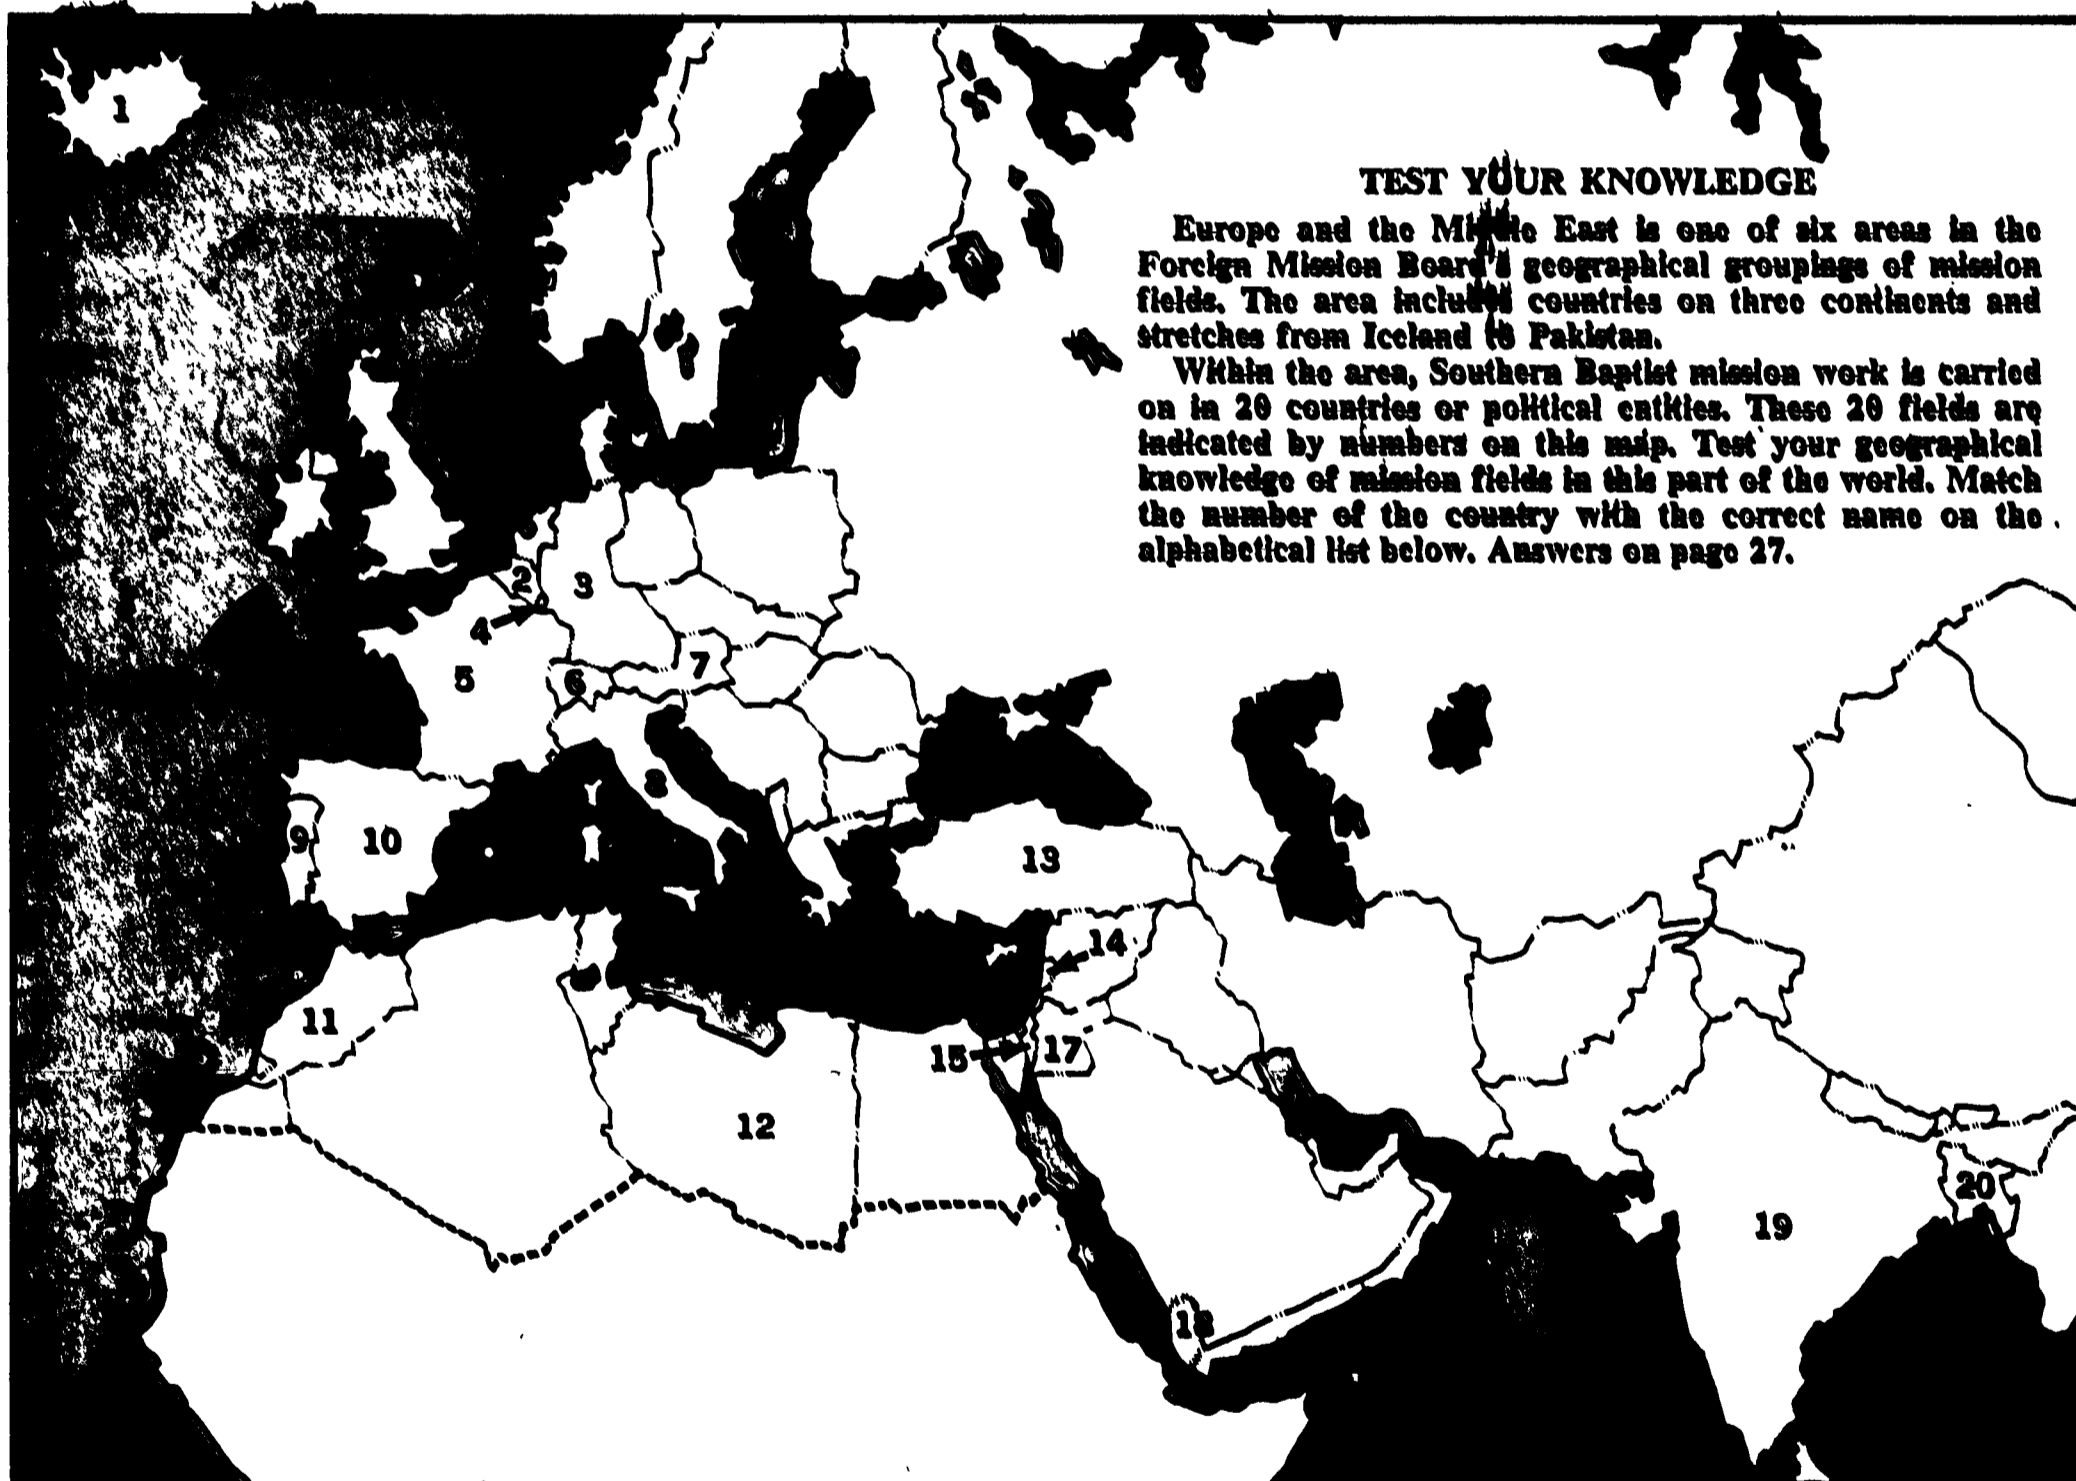 1
TEST YOUR KNOWLEDGE
Europe and the Middle East is one of six areas in the
Foreign Mission Board's geographical groupings of mission
fields. The area includes countries on three continents and
stretches from Iceland to Pakistan.
Within the area, Southern Baptist mission work is carried
on in 20 countries or political entities. These 20 fields are
indicated by numbers on this map. Test your geographical
knowledge of mission fields in this part of the world. Match
the number of the country with the correct name on the
alphabetical list below. Answers on page 27.
2
3
4
5
6
7
8
9
10
13
14
11
15
17
12
20
19
18